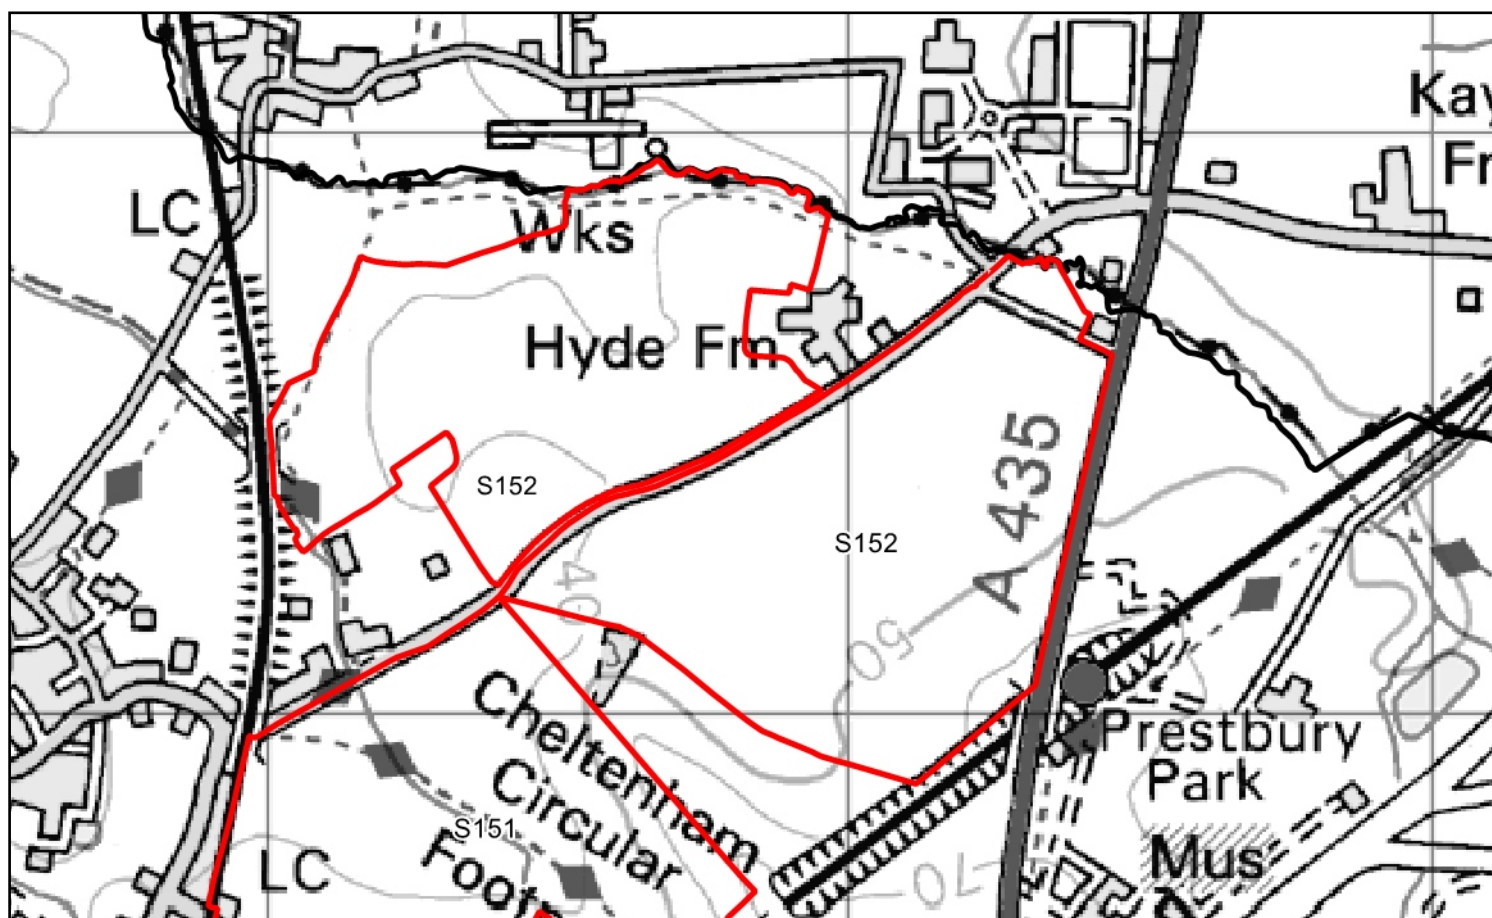 Kay
Fr
LC
Wks
Hyde Fm
S152
S152
A 435
40
50
Cheltenham
Circular
Foot
Prestbury
Park
S151
LC
70
Mus